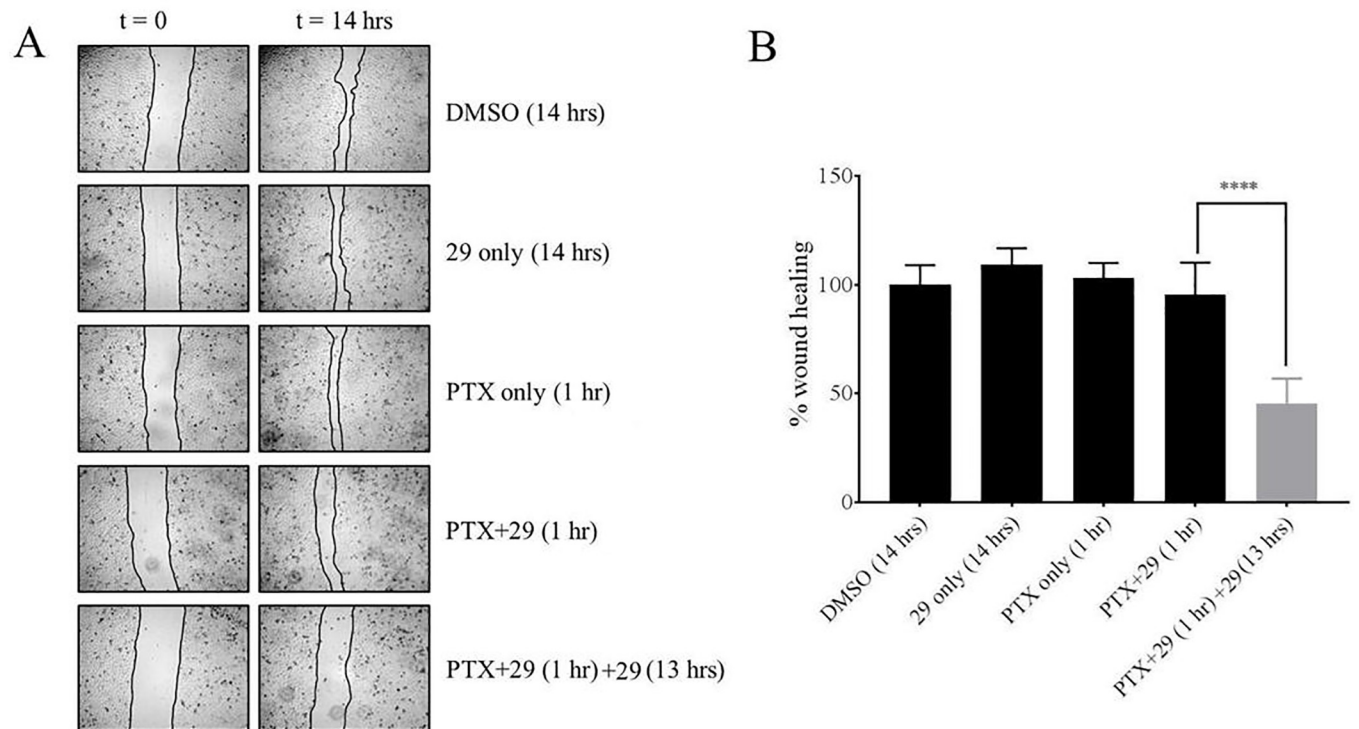 A
t = 0
t = 14 hrs
DMSO (14 hrs)
29 only (14 hrs)
PTX only (1 hr)
PTX+29 (1 hr)
PTX+29 (1 hr)+29 (13 hrs)
B
% wound healing
150
100
50
0
****
DMSO (14 hrs)
29 only (14 hrs)
PTX only (1 hr)
PTX+29 (1 hr)
PTX+29 (1 hr) +29 (13 hrs)